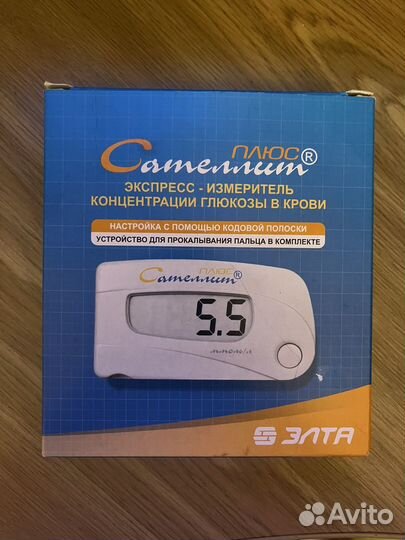 ПЛЮС
Сателлит®
ЭКСПРЕСС - ИЗМЕРИТЕЛЬ
КОНЦЕНТРАЦИИ ГЛЮКОЗЫ В КРОВИ
НАСТРОЙКА С ПОМОЩЬЮ КОДОВОЙ ПОЛОСКИ
УСТРОЙСТВО ДЛЯ ПРОКАЛЫВАНИЯ ПАЛЬЦА В КОМПЛЕКТЕ
ПЛЮС
Сателлит®
5.5
ммоль/л
ЭЛТА
Avito